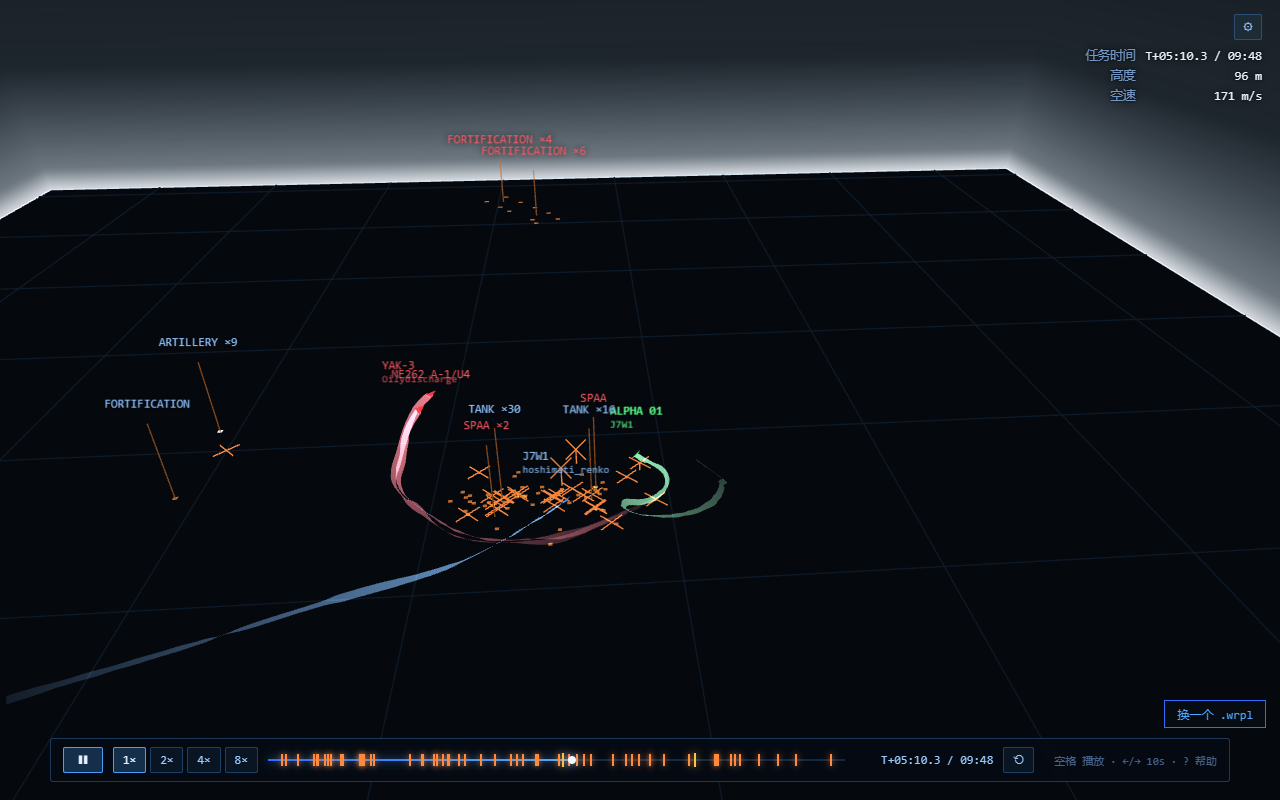 ⚙
任务时间 T+05:10.3 / 09:48
高度 96 m
空速 171 m/s
FORTIFICATION ×4
FORTIFICATION ×6
ARTILLERY ×9
FORTIFICATION
YAK-3
ME262 A-1/U4
Oilydischarge
SPAA
TANK ×30
TANK ×16
ALPHA 01
SPAA ×2
J7W1
J7W1
hoshimati_renko
换一个 .wrpl
1×
2×
4×
8×
T+05:10.3 / 09:48
空格 播放 · ←/→ 10s · ? 帮助